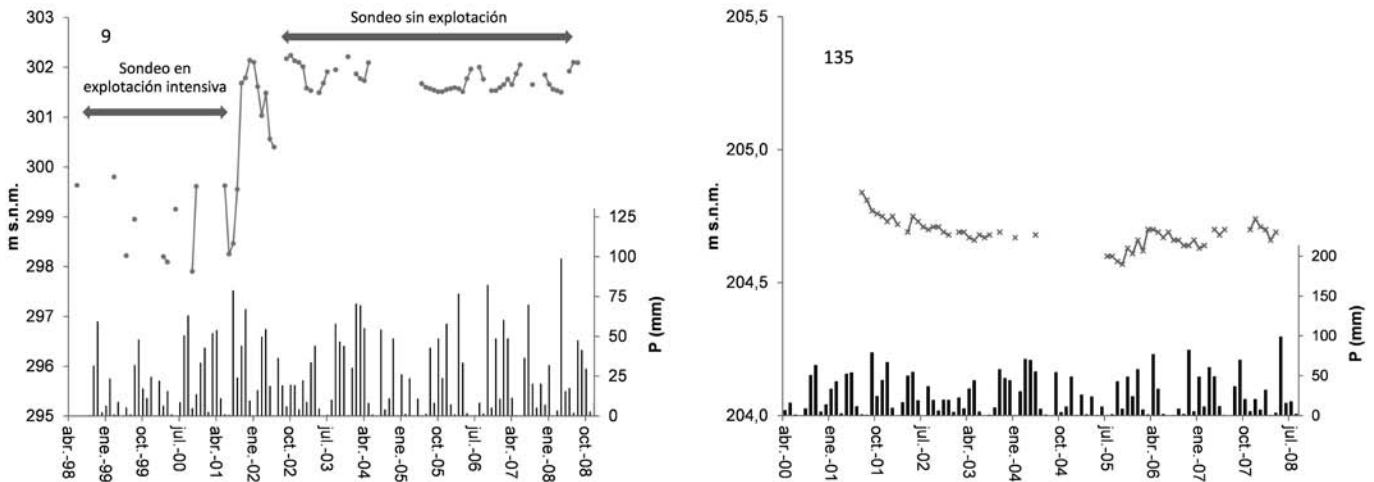 9
Sondeo sin explotación
Sondeo en
explotación intensiva
303
302
301
300
299
298
297
296
295
m s.n.m.
125
100
75
50
25
0
P (mm)
abr.-98
ene.-99
oct.-99
jul.-00
abr.-01
ene.-02
oct.-02
jul.-03
abr.-04
ene.-05
oct.-05
jul.-06
abr.-07
ene.-08
oct.-08
135
205,5
205,0
204,5
204,0
m s.n.m.
200
150
100
50
0
P (mm)
abr.-00
ene.-01
oct.-01
jul.-02
abr.-03
ene.-04
oct.-04
jul.-05
abr.-06
ene.-07
oct.-07
jul.-08